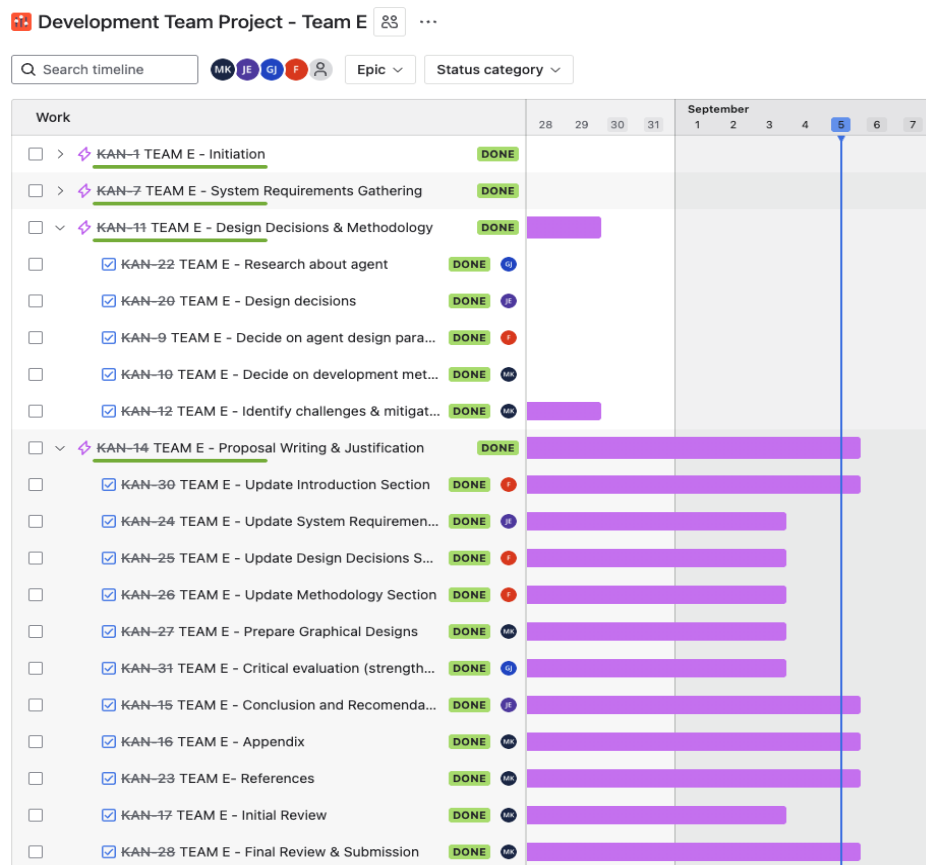 Development Team Project - Team E
Search timeline MK JE GJ F Epic Status category
Work
September
28 29 30 31 1 2 3 4 5 6 7
KAN-1 TEAM E - Initiation DONE
KAN-7 TEAM E - System Requirements Gathering DONE
KAN-11 TEAM E - Design Decisions & Methodology DONE
KAN-22 TEAM E - Research about agent DONE GJ
KAN-20 TEAM E - Design decisions DONE JE
KAN-9 TEAM E - Decide on agent design para... DONE F
KAN-10 TEAM E - Decide on development met... DONE MK
KAN-12 TEAM E - Identify challenges & mitigat... DONE MK
KAN-14 TEAM E - Proposal Writing & Justification DONE
KAN-30 TEAM E - Update Introduction Section DONE F
KAN-24 TEAM E - Update System Requiremen... DONE JE
KAN-25 TEAM E - Update Design Decisions S... DONE F
KAN-26 TEAM E - Update Methodology Section DONE F
KAN-27 TEAM E - Prepare Graphical Designs DONE MK
KAN-31 TEAM E - Critical evaluation (strength... DONE GJ
KAN-15 TEAM E - Conclusion and Recomenda... DONE JE
KAN-16 TEAM E - Appendix DONE MK
KAN-23 TEAM E- References DONE MK
KAN-17 TEAM E - Initial Review DONE MK
KAN-28 TEAM E - Final Review & Submission DONE MK